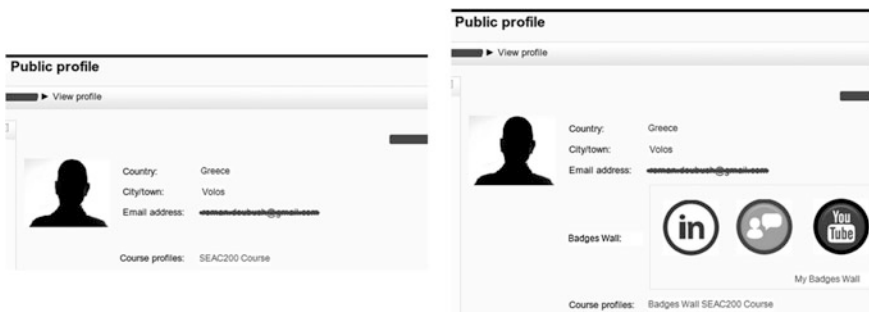 Public profile
► View profile
Country: Greece
City/town: Volos
Email address:
Course profiles: SEAC200 Course
Public profile
► View profile
Country: Greece
City/town: Volos
Email address:
Badges Wall:
in
You
Tube
My Badges Wall
Course profiles: Badges Wall SEAC200 Course